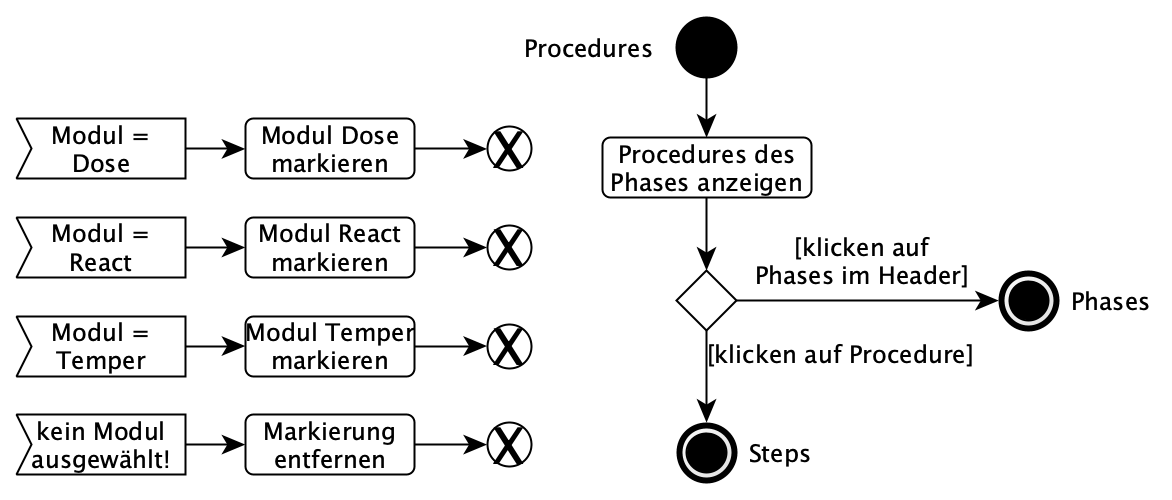 Procedures
Modul =
Dose
Modul Dose
markieren
X
Procedures des
Phases anzeigen
Modul =
React
Modul React
markieren
X
[klicken auf
Phases im Header]
Phases
Modul =
Temper
Modul Temper
markieren
X
[klicken auf Procedure]
kein Modul
ausgewählt!
Markierung
entfernen
X
Steps